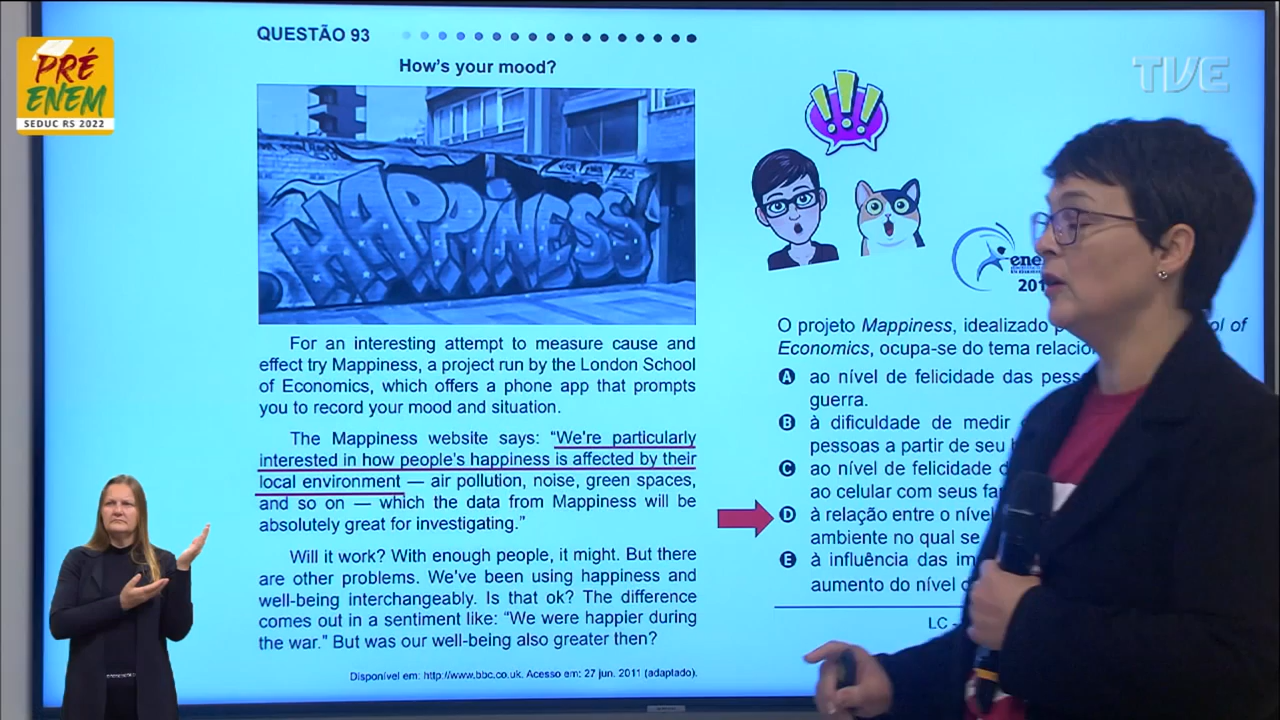 PRÉ
ENEM
SEDUC RS 2022
TVE
QUESTÃO 93
How's your mood?
HAPPINESS
For an interesting attempt to measure cause and
effect try Mappiness, a project run by the London School
of Economics, which offers a phone app that prompts
you to record your mood and situation.
The Mappiness website says: “We're particularly
interested in how people's happiness is affected by their
local environment — air pollution, noise, green spaces,
and so on — which the data from Mappiness will be
absolutely great for investigating.”
Will it work? With enough people, it might. But there
are other problems. We've been using happiness and
well-being interchangeably. Is that ok? The difference
comes out in a sentiment like: “We were happier during
the war.” But was our well-being also greater then?
Disponível em: http://www.bbc.co.uk. Acesso em: 27 jun. 2011 (adaptado).
O projeto Mappiness, idealizado of
Economics, ocupa-se do tema
A ao nível de felicidade das
guerra.
B à dificuldade de medir
pessoas a partir de seu
C ao nível de felicidade
ao celular com seus
D à relação entre o
ambiente no qual se
E à influência das
aumento do nível
LC -